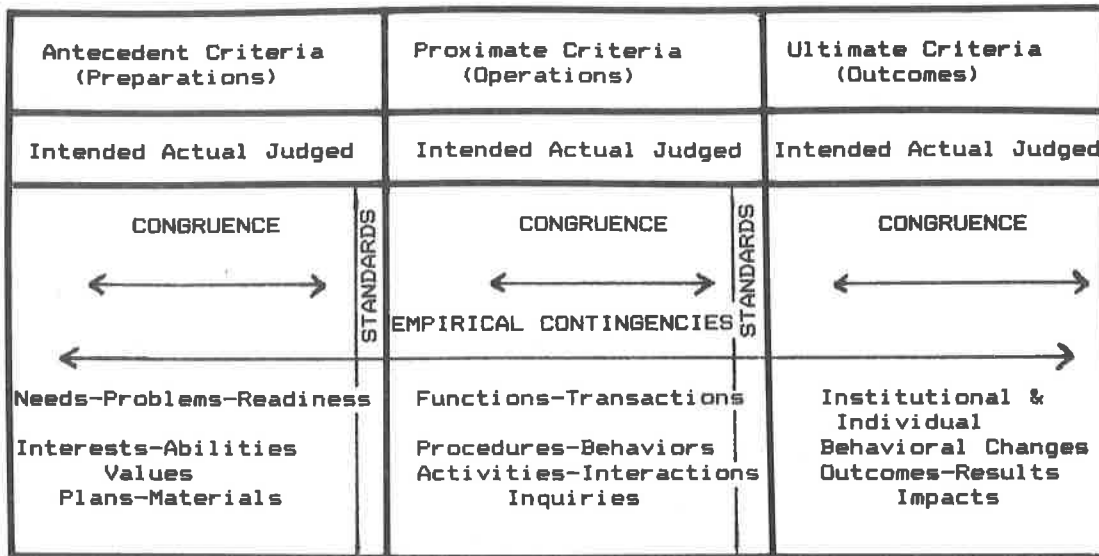 Antecedent Criteria
(Preparations)
Proximate Criteria
(Operations)
Ultimate Criteria
(Outcomes)
Intended Actual Judged
Intended Actual Judged
Intended Actual Judged
CONGRUENCE
STANDARDS
CONGRUENCE
STANDARDS
CONGRUENCE
EMPIRICAL CONTINGENCIES
Needs-Problems-Readiness
Interests-Abilities
Values
Plans-Materials
Functions-Transactions
Procedures-Behaviors
Activities-Interactions
Inquiries
Institutional &
Individual
Behavioral Changes
Outcomes-Results
Impacts